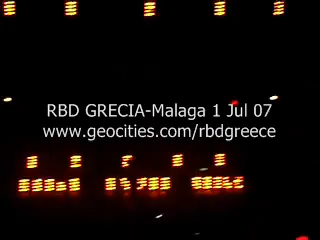 RBD GRECIA-Malaga 1 Jul 07
www.geocities.com/rbdgreece